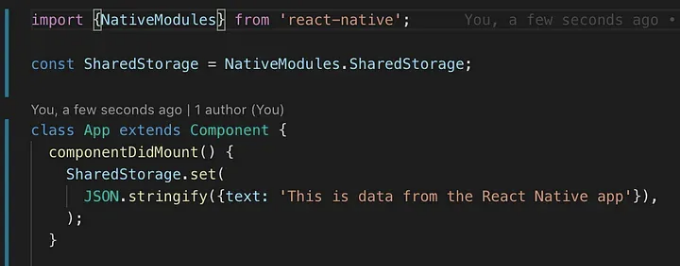 import {NativeModules} from 'react-native';    You, a few seconds ago •
const SharedStorage = NativeModules.SharedStorage;
You, a few seconds ago | 1 author (You)
class App extends Component {
componentDidMount() {
SharedStorage.set(
JSON.stringify({text: 'This is data from the React Native app'}),
);
}